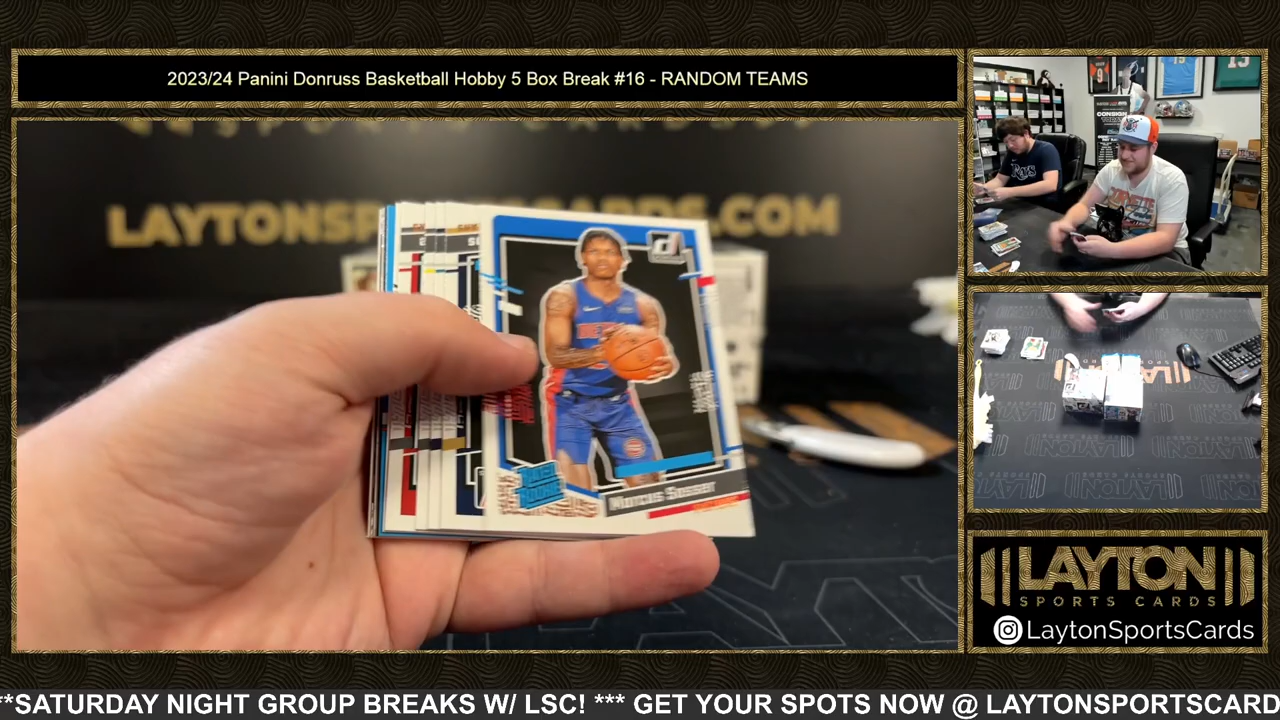 2023/24 Panini Donruss Basketball Hobby 5 Box Break #16 - RANDOM TEAMS
LAYTONSPORTSCARDS.COM
Marcus Sasser
LAYTON
SPORTS CARDS
LaytonSportsCards
**SATURDAY NIGHT GROUP BREAKS W/ LSC! *** GET YOUR SPOTS NOW @ LAYTONSPORTSCARD